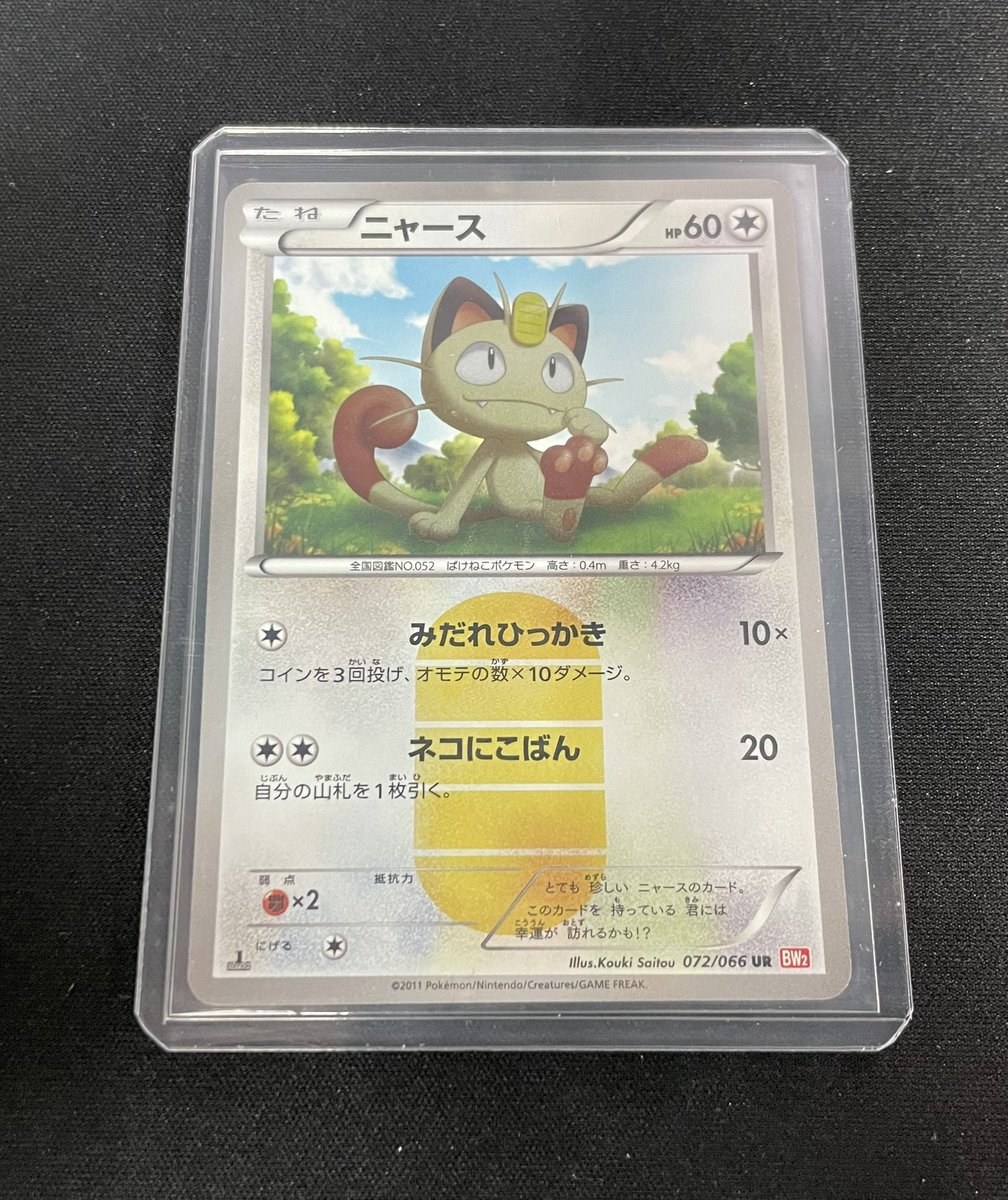 たね ニャース HP60
全国図鑑NO.052 ばけねこポケモン 高さ：0.4m 重さ：4.2kg
みだれひっかき 10×
コインを3回投げ、オモテの数×10ダメージ。
ネコにこばん 20
自分の山札を1枚引く。
弱点 抵抗力
×2
とても 珍しい ニャースのカード。
このカードを 持っている 君には
幸運が 訪れるかも!?
にげる
1 EDITION
Illus.Kouki Saitou 072/066 UR BW2
©2011 Pokémon/Nintendo/Creatures/GAME FREAK.